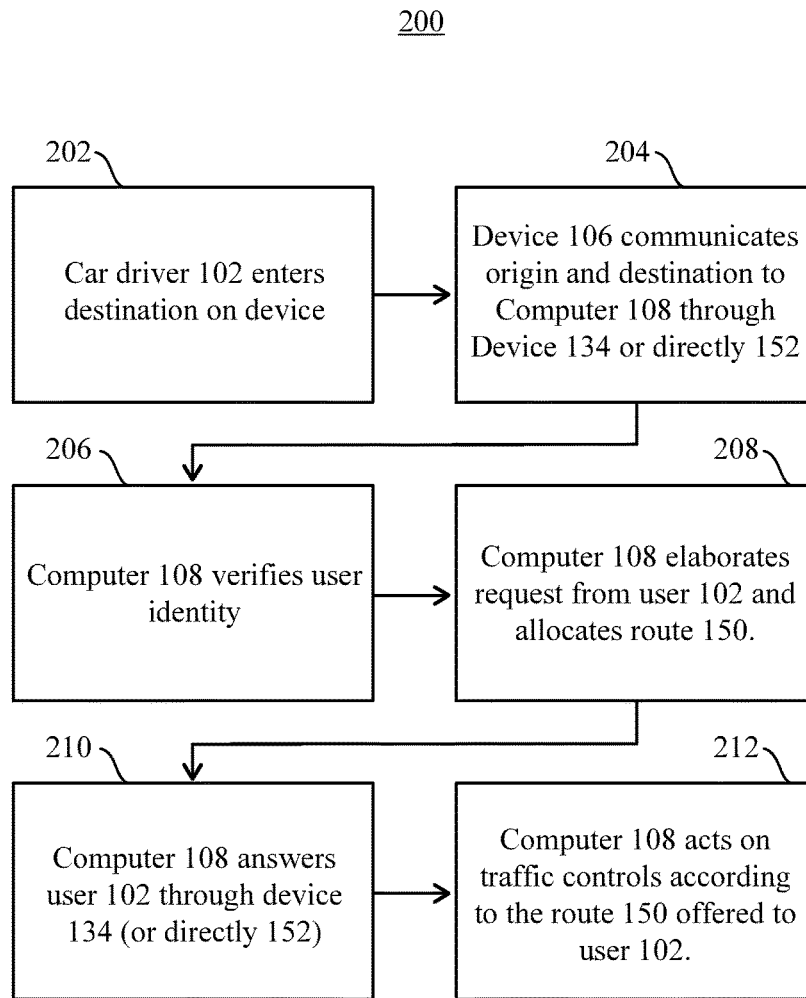 200
202
Car driver 102 enters
destination on device
204
Device 106 communicates
origin and destination to
Computer 108 through
Device 134 or directly 152
206
Computer 108 verifies user
identity
208
Computer 108 elaborates
request from user 102 and
allocates route 150.
210
Computer 108 answers
user 102 through device
134 (or directly 152)
212
Computer 108 acts on
traffic controls according
to the route 150 offered to
user 102.